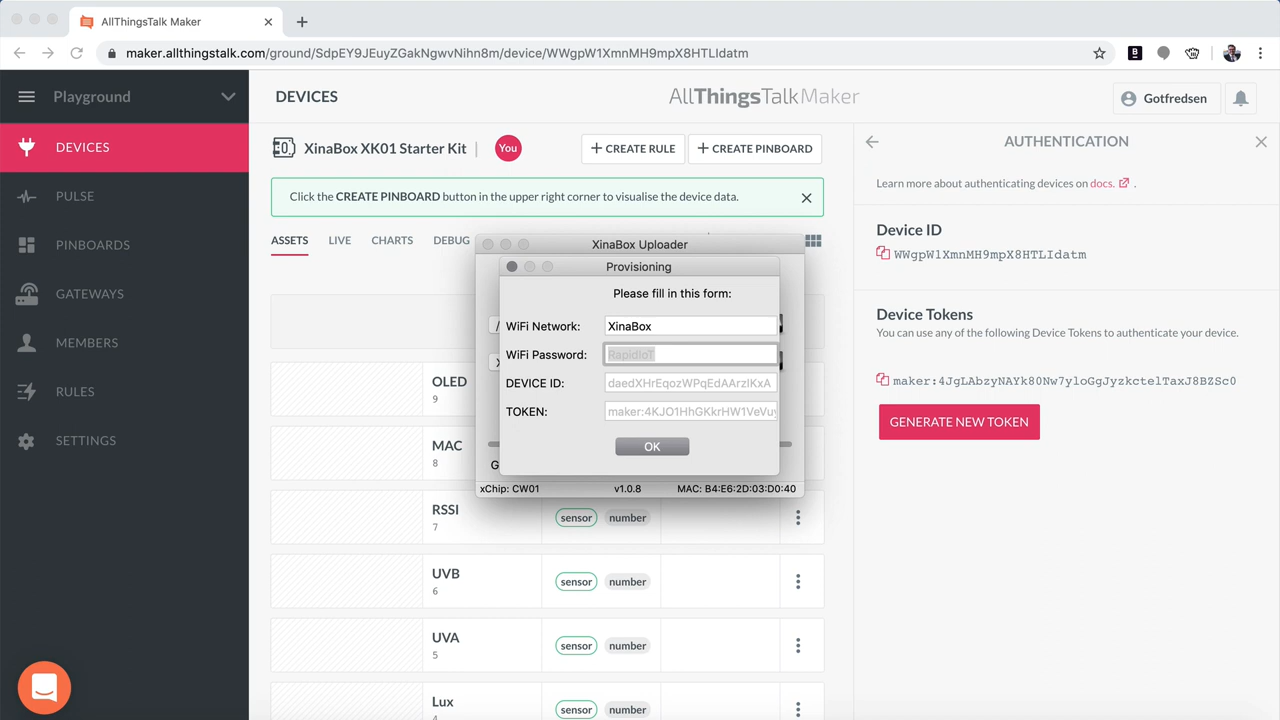 AllThingsTalk Maker
maker.allthingstalk.com/ground/SdpEY9JEuyZGakNgwvNihn8m/device/WWgpW1XmnMH9mpX8HTLIdatm
Playground
DEVICES
AllThingsTalkMaker
Gotfredsen
DEVICES
PULSE
PINBOARDS
GATEWAYS
MEMBERS
RULES
SETTINGS
XinaBox XK01 Starter Kit
You
+ CREATE RULE
+ CREATE PINBOARD
Click the CREATE PINBOARD button in the upper right corner to visualise the device data.
ASSETS
LIVE
CHARTS
DEBUG
OLED
9
MAC
8
RSSI
7
sensor
number
UVB
6
sensor
number
UVA
5
sensor
number
Lux
sensor
number
XinaBox Uploader
Provisioning
Please fill in this form:
WiFi Network:
XinaBox
WiFi Password:
RapidIoT
DEVICE ID:
daedXHrEqozWPqEdAArzlKxA
TOKEN:
maker:4KJO1HhGKkrHW1VeVuy
OK
G
xChip: CW01
v1.0.8
MAC: B4:E6:2D:03:D0:40
AUTHENTICATION
Learn more about authenticating devices on docs. .
Device ID
WWgpW1XmnMH9mpX8HTLIdatm
Device Tokens
You can use any of the following Device Tokens to authenticate your device.
maker:4JgLAbzyNAYk80Nw7yloGgJyzkctelTaxJ8BZSc0
GENERATE NEW TOKEN